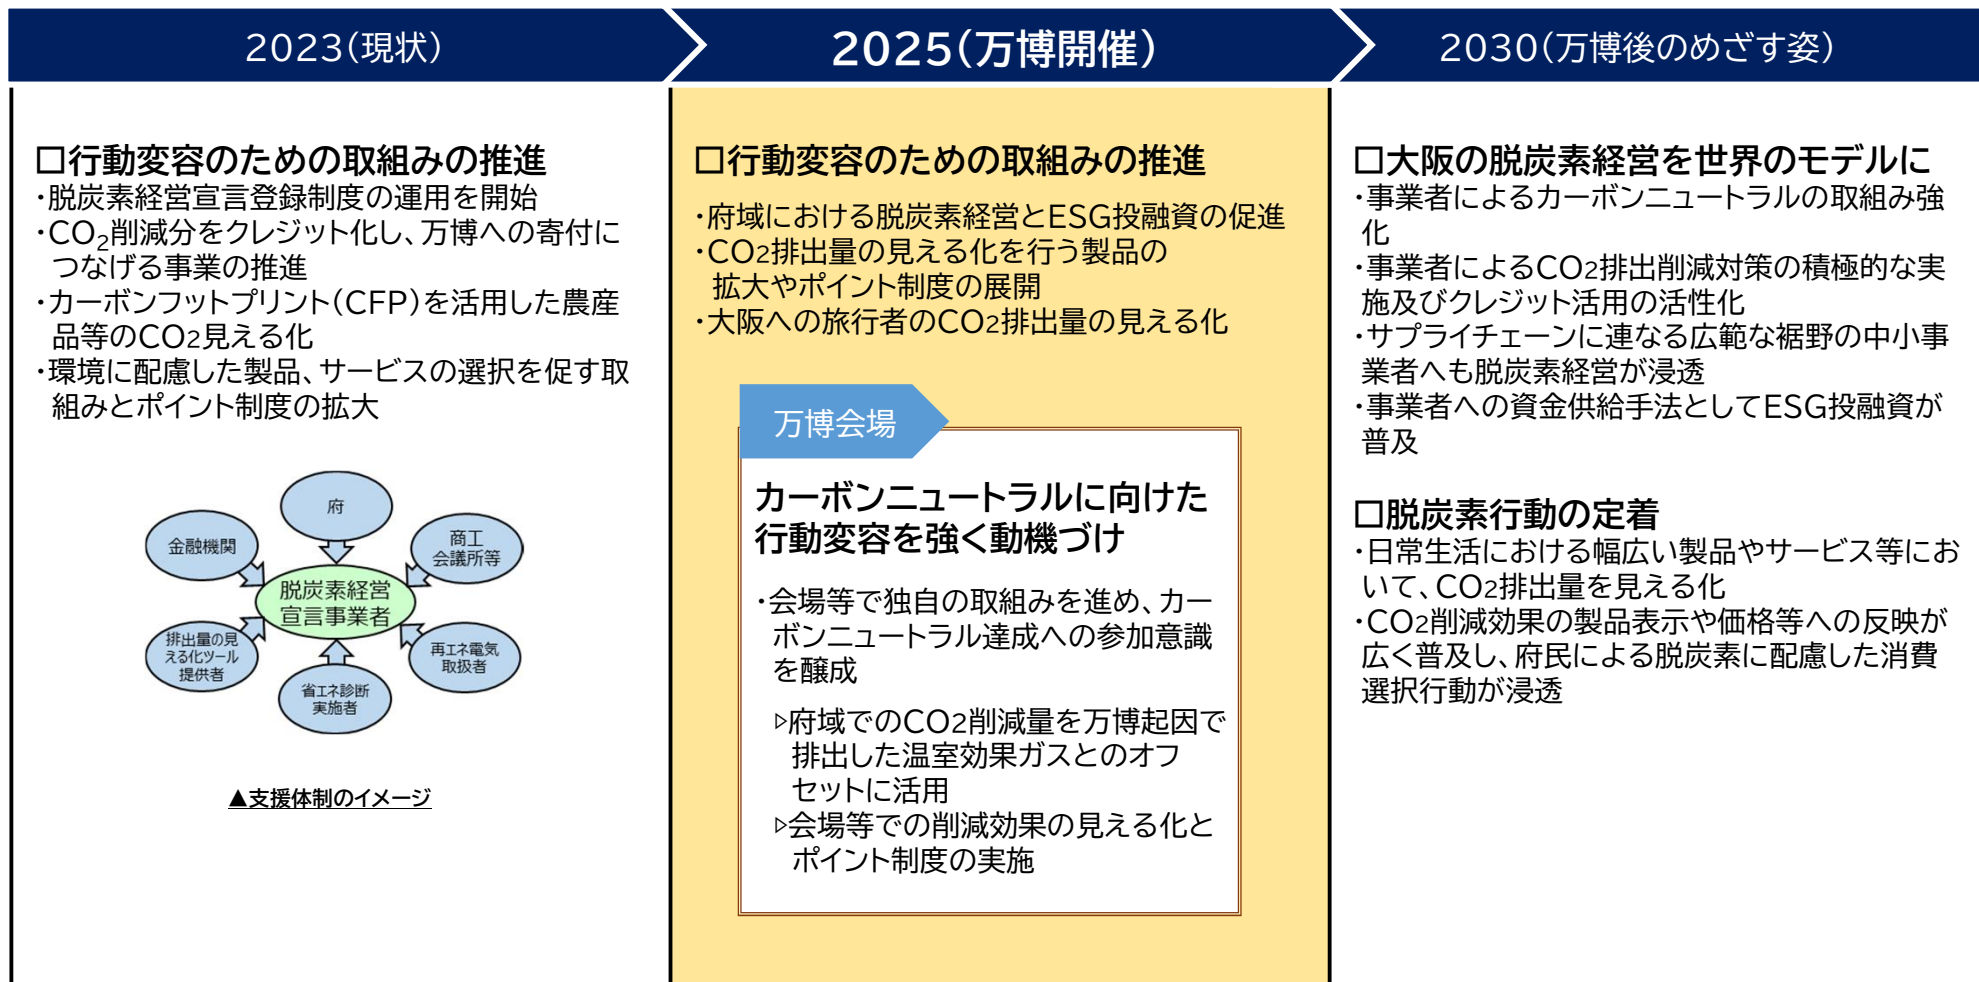 2023(現状)
2025(万博開催)
2030(万博後のめざす姿)
□行動変容のための取組みの推進
・脱炭素経営宣言登録制度の運用を開始
・CO₂削減分をクレジット化し、万博への寄付に
つなげる事業の推進
・カーボンフットプリント(CFP)を活用した農産
品等のCO2見える化
・環境に配慮した製品、サービスの選択を促す取
組みとポイント制度の拡大
府
金融機関
商工
会議所等
脱炭素経営
宣言事業者
排出量の見
える化ツール
提供者
再エネ電気
取扱者
省エネ診断
実施者
▲支援体制のイメージ
□行動変容のための取組みの推進
・府域における脱炭素経営とESG投融資の促進
・CO2排出量の見える化を行う製品の
拡大やポイント制度の展開
・大阪への旅行者のCO2排出量の見える化
万博会場
カーボンニュートラルに向けた
行動変容を強く動機づけ
・会場等で独自の取組みを進め、カー
ボンニュートラル達成への参加意識
を醸成
▷府域でのCO2削減量を万博起因で
排出した温室効果ガスとのオフ
セットに活用
▷会場等での削減効果の見える化と
ポイント制度の実施
□大阪の脱炭素経営を世界のモデルに
・事業者によるカーボンニュートラルの取組み強
化
・事業者によるCO2排出削減対策の積極的な実
施及びクレジット活用の活性化
・サプライチェーンに連なる広範な裾野の中小事
業者へも脱炭素経営が浸透
・事業者への資金供給手法としてESG投融資が
普及
□脱炭素行動の定着
・日常生活における幅広い製品やサービス等にお
いて、CO2排出量を見える化
・CO2削減効果の製品表示や価格等への反映が
広く普及し、府民による脱炭素に配慮した消費
選択行動が浸透